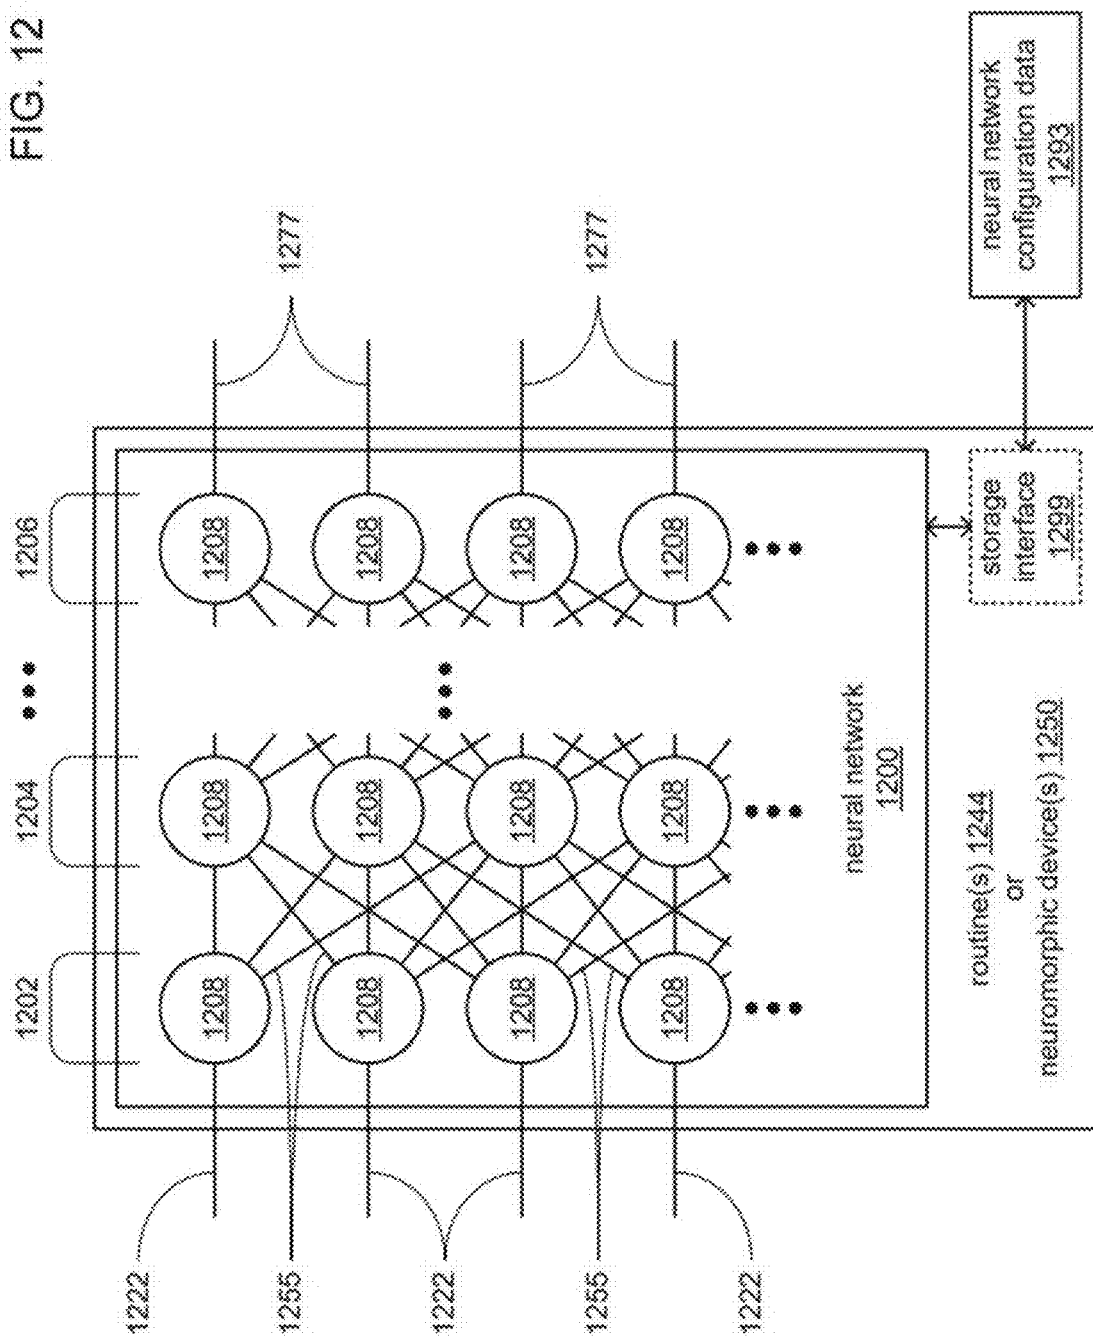 FIG. 12
1202
1204
1206
1222
1255
1222
1255
1222
1277
1277
1208
1208
1208
1208
1208
1208
1208
1208
1208
1208
1208
1208
neural network
1200
routine(s) 1244
or
neuromorphic device(s) 1250
storage
interface
1299
neural network
configuration data
1293